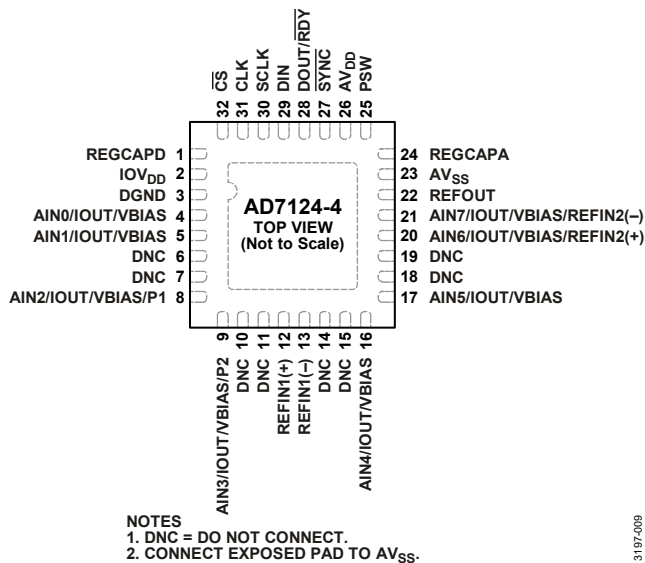 32 CS
31 CLK
30 SCLK
29 DIN
28 DOUT/RDY
27 SYNC
26 AVDD
25 PSW
REGCAPD 1
IOVDD 2
DGND 3
AIN0/IOUT/VBIAS 4
AIN1/IOUT/VBIAS 5
DNC 6
DNC 7
AIN2/IOUT/VBIAS/P1 8
AD7124-4
TOP VIEW
(Not to Scale)
24 REGCAPA
23 AVSS
22 REFOUT
21 AIN7/IOUT/VBIAS/REFIN2(–)
20 AIN6/IOUT/VBIAS/REFIN2(+)
19 DNC
18 DNC
17 AIN5/IOUT/VBIAS
AIN3/IOUT/VBIAS/P2 9
DNC 10
DNC 11
REFIN1(+) 12
REFIN1(–) 13
DNC 14
DNC 15
AIN4/IOUT/VBIAS 16
NOTES
1. DNC = DO NOT CONNECT.
2. CONNECT EXPOSED PAD TO AVSS.
3197-009